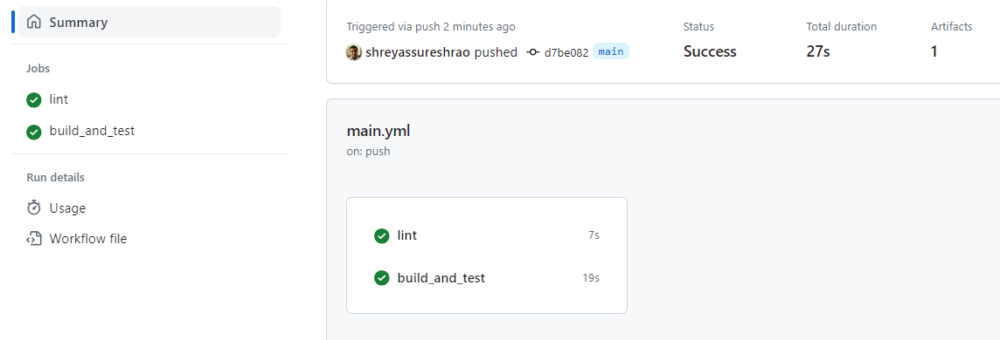 Summary
Jobs
lint
build_and_test
Run details
Usage
Workflow file
Triggered via push 2 minutes ago
shreyassureshrao pushed d7be082 main
Status
Success
Total duration
27s
Artifacts
1
main.yml
on: push
lint 7s
build_and_test 19s